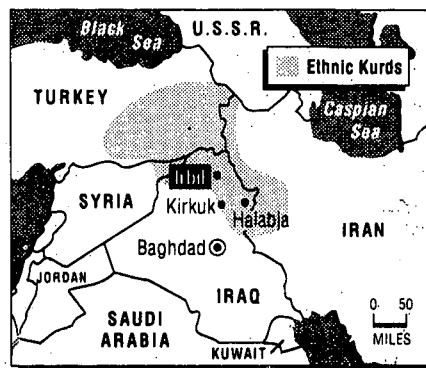 Black
Sea
U.S.S.R.
Ethnic Kurds
TURKEY
Caspian
Sea
SYRIA
Kirkuk
Halabja
IRAN
Baghdad
JORDAN
IRAQ
0 50
MILES
SAUDI
ARABIA
KUWAIT